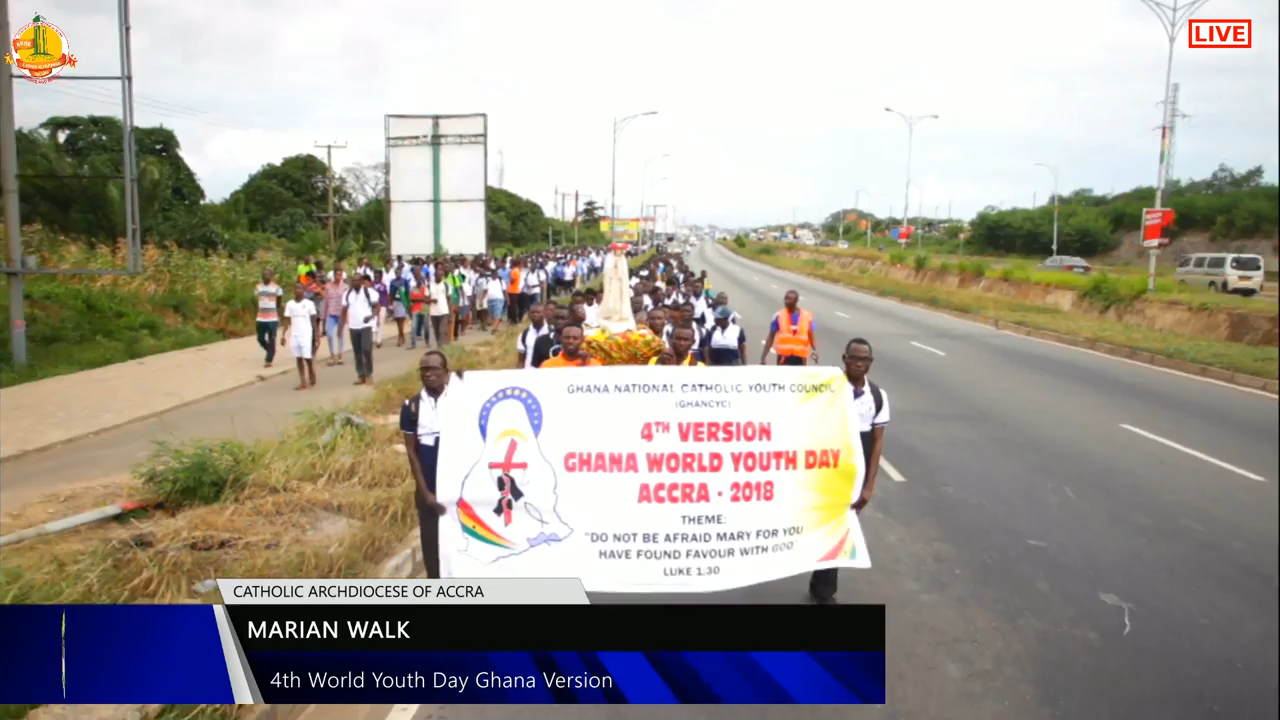 LIVE
GHANA NATIONAL CATHOLIC YOUTH COUNCIL
(GHANCYC)
4TH VERSION
GHANA WORLD YOUTH DAY
ACCRA - 2018
THEME:
"DO NOT BE AFRAID MARY FOR YOU
HAVE FOUND FAVOUR WITH GOD"
LUKE 1:30
CATHOLIC ARCHDIOCESE OF ACCRA
MARIAN WALK
4th World Youth Day Ghana Version